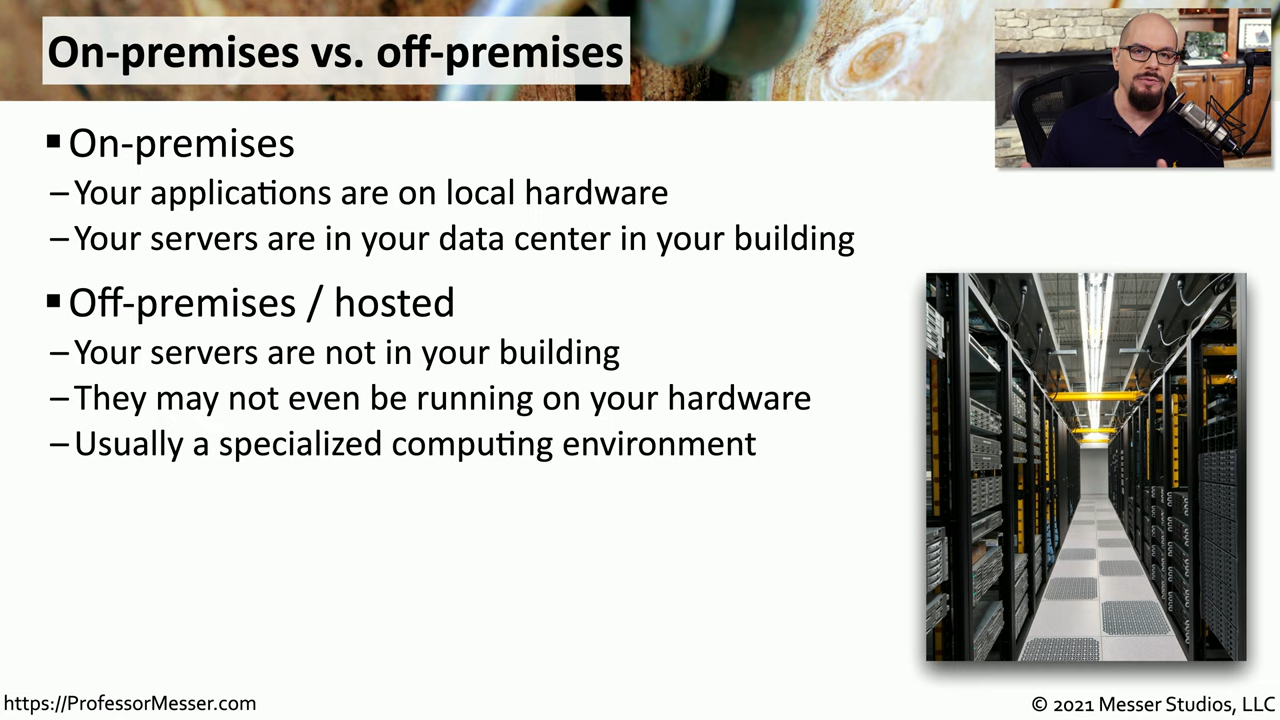 On-premises vs. off-premises
▪ On-premises
– Your applications are on local hardware
– Your servers are in your data center in your building
▪ Off-premises / hosted
– Your servers are not in your building
– They may not even be running on your hardware
– Usually a specialized computing environment
https://ProfessorMesser.com
© 2021 Messer Studios, LLC